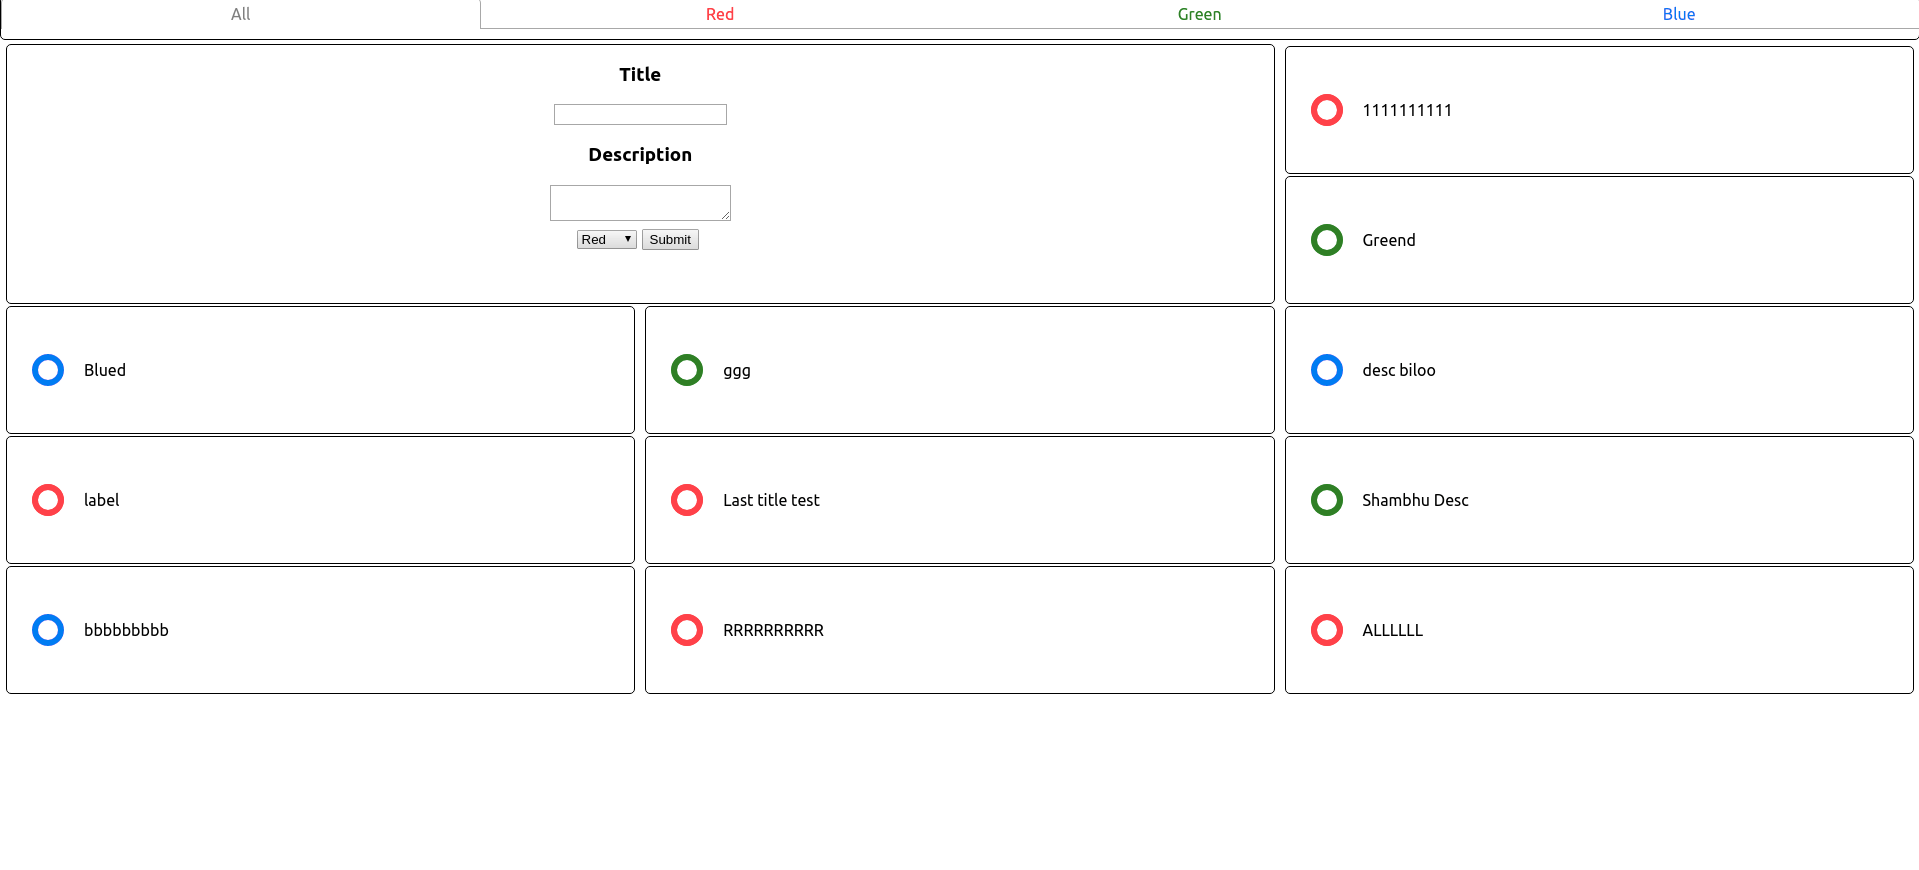 All
Red
Green
Blue
Title
Description
Red
Submit
1111111111
Greend
Blued
ggg
desc biloo
label
Last title test
Shambhu Desc
bbbbbbbbb
RRRRRRRRRR
ALLLLLL